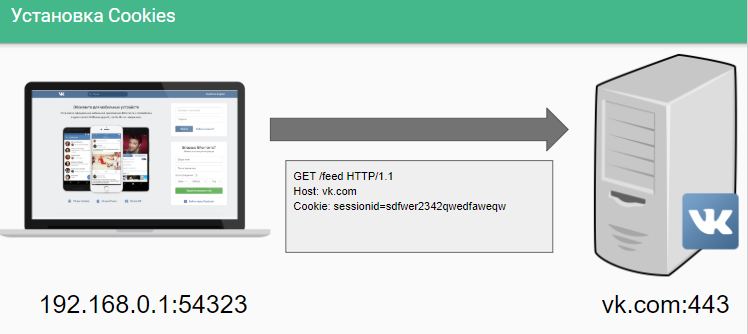 Установка Cookies
GET /feed HTTP/1.1
Host: vk.com
Cookie: sessionid=sdfwer2342qwedfaweqw
192.168.0.1:54323
vk.com:443